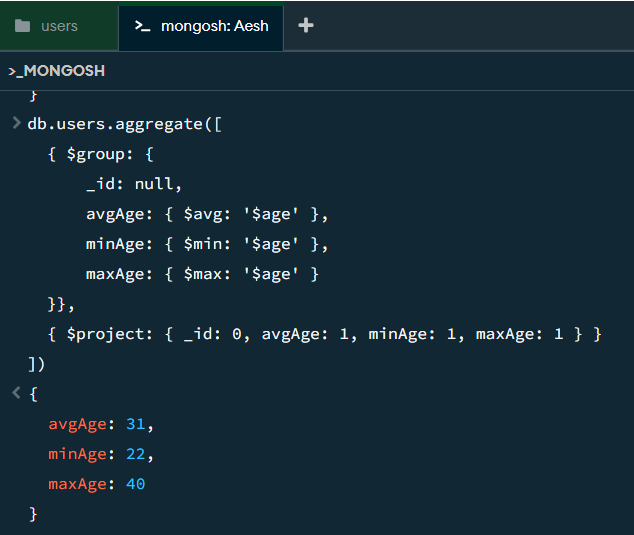 users
>_ mongosh: Aesh
+
>_MONGOSH
}
> db.users.aggregate([
{ $group: {
_id: null,
avgAge: { $avg: '$age' },
minAge: { $min: '$age' },
maxAge: { $max: '$age' }
}},
{ $project: { _id: 0, avgAge: 1, minAge: 1, maxAge: 1 } }
])
< {
avgAge: 31,
minAge: 22,
maxAge: 40
}